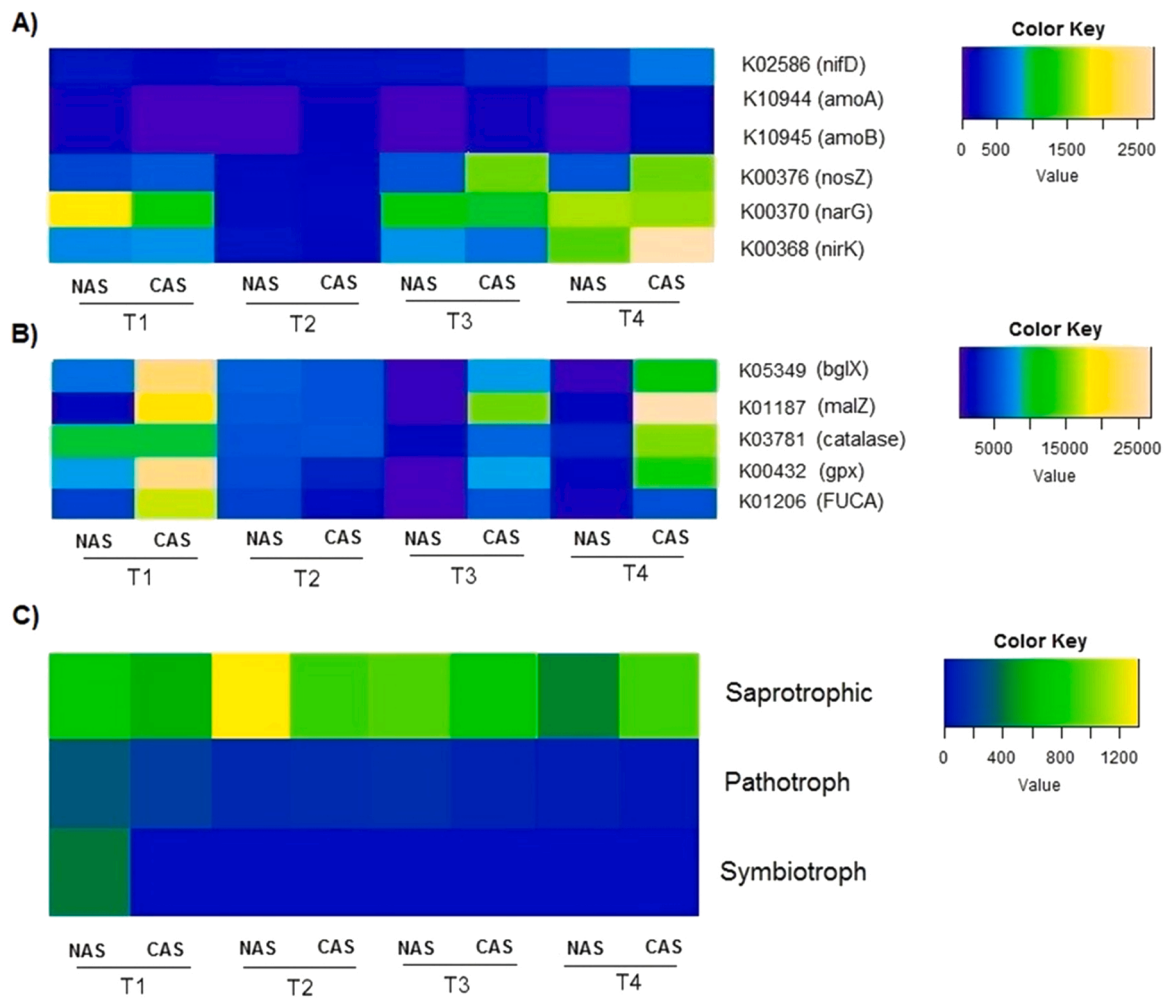 A)
Color Key
K02586 (nifD)
K10944 (amoA)
K10945 (amoB)
K00376 (nosZ)
K00370 (narG)
K00368 (nirK)
0 500 1500 2500
Value
NAS CAS NAS CAS NAS CAS NAS CAS
T1 T2 T3 T4
B)
Color Key
K05349 (bglX)
K01187 (malZ)
K03781 (catalase)
K00432 (gpx)
K01206 (FUCA)
5000 15000 25000
Value
NAS CAS NAS CAS NAS CAS NAS CAS
T1 T2 T3 T4
C)
Color Key
Saprotrophic
Pathotroph
Symbiotroph
0 400 800 1200
Value
NAS CAS NAS CAS NAS CAS NAS CAS
T1 T2 T3 T4